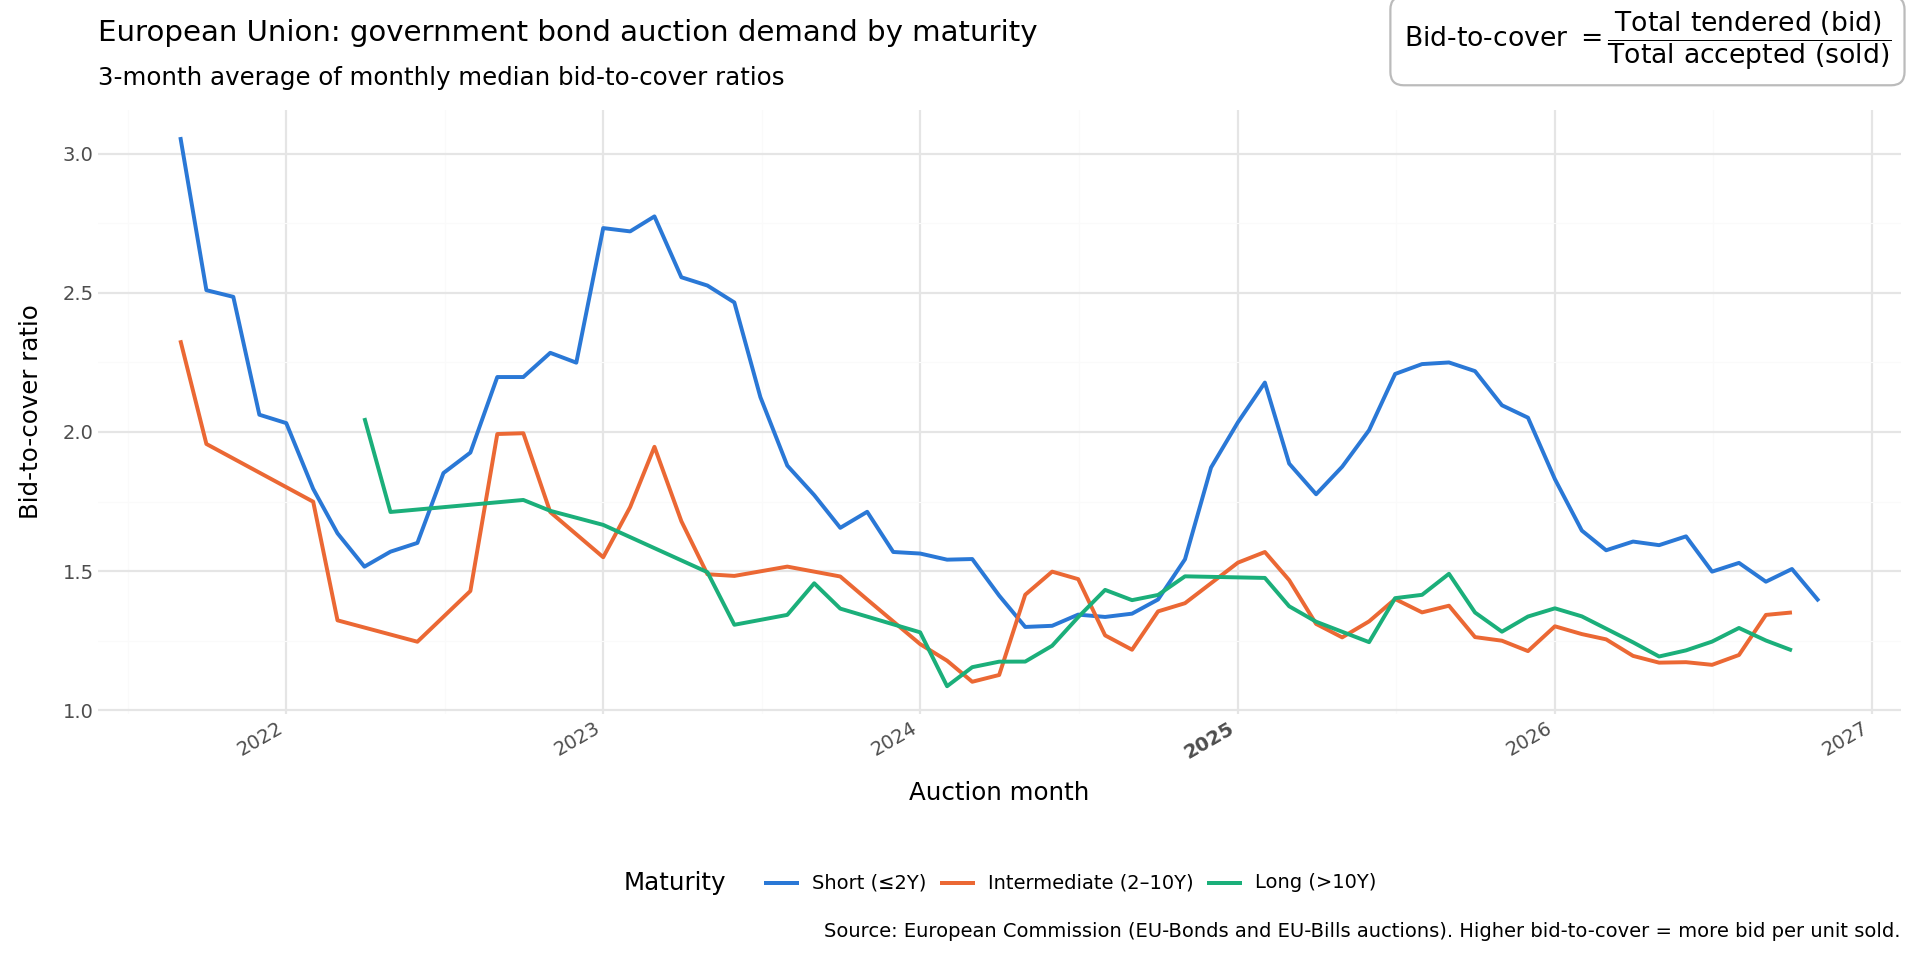 European Union: government bond auction demand by maturity
3-month average of monthly median bid-to-cover ratios
Bid-to-cover = Total tendered (bid)
Total accepted (sold)
Bid-to-cover ratio
3.0
2.5
2.0
1.5
1.0
2022
2023
2024
2025
2026
2027
Auction month
Maturity
Short (≤2Y)
Intermediate (2–10Y)
Long (>10Y)
Source: European Commission (EU-Bonds and EU-Bills auctions). Higher bid-to-cover = more bid per unit sold.